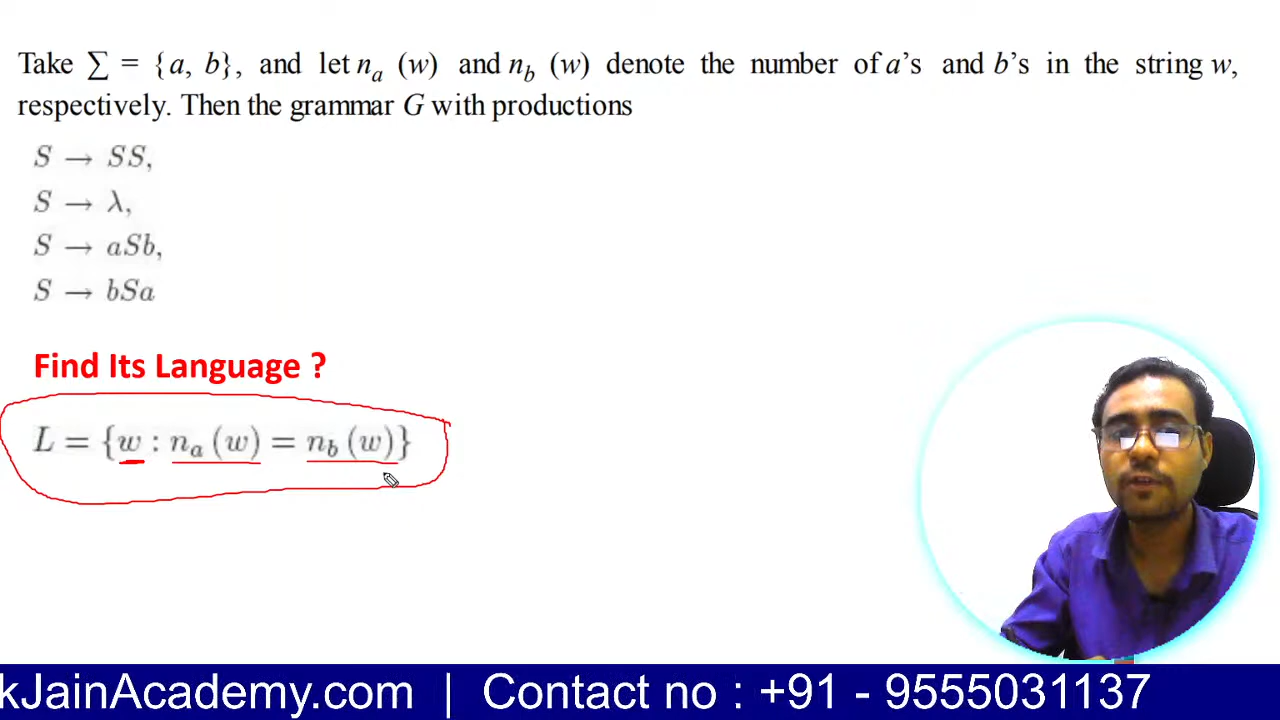 Take ∑ = {a, b}, and let nₐ (w) and n_b (w) denote the number of a's and b's in the string w,
respectively. Then the grammar G with productions
S → SS,
S → λ,
S → aSb,
S → bSa
Find Its Language ?
L = {w : nₐ (w) = n_b (w)}
kJainAcademy.com | Contact no : +91 - 9555031137